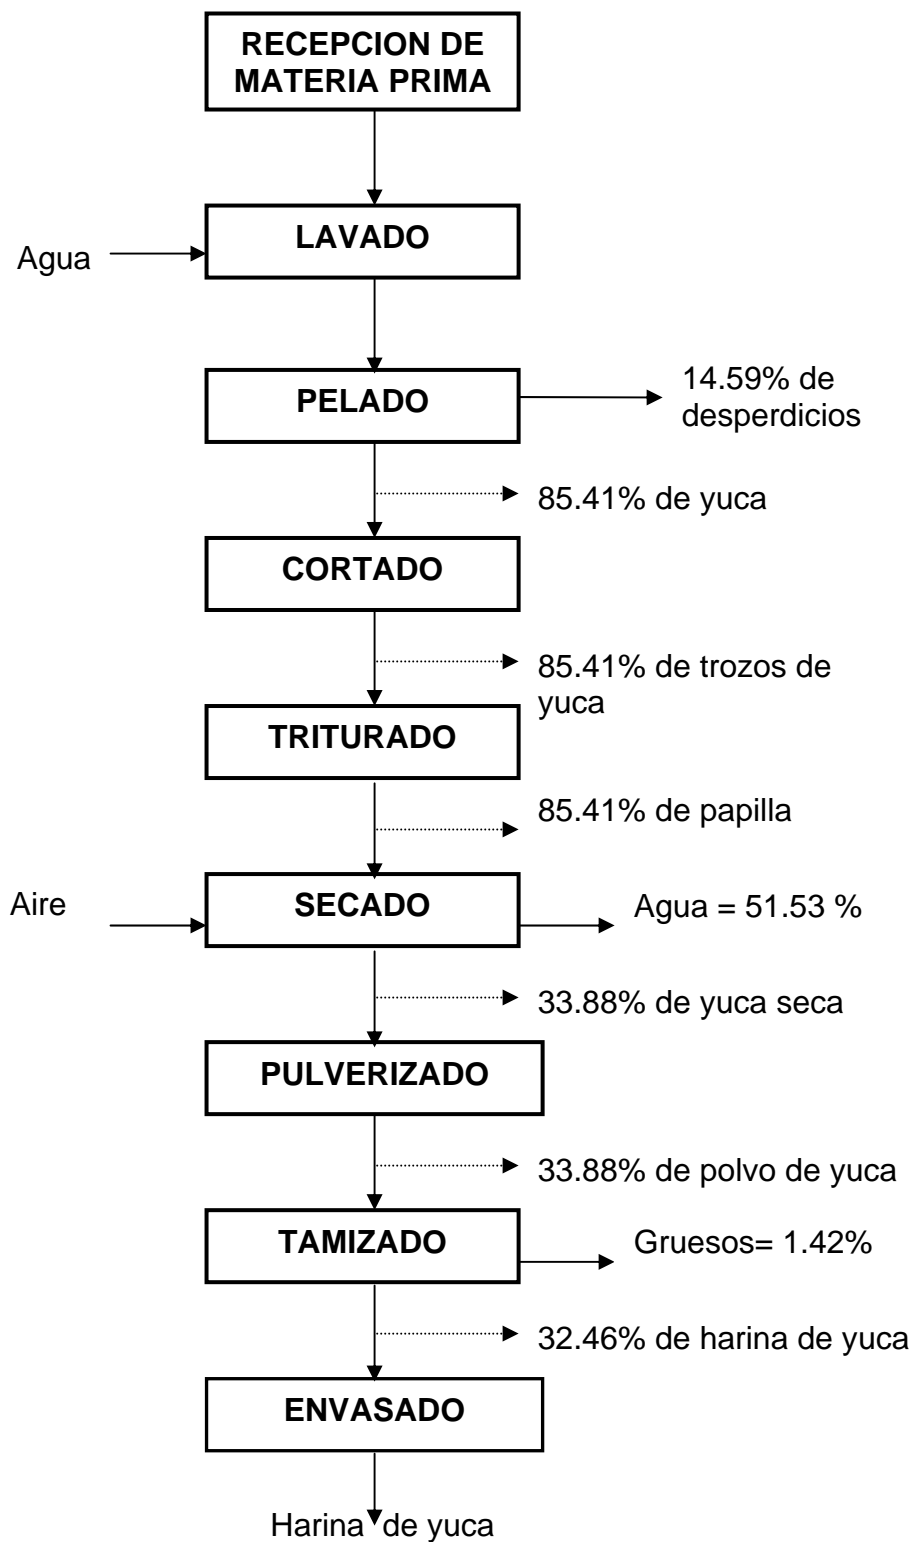 RECEPCION DE
MATERIA PRIMA
LAVADO
Agua
PELADO
14.59% de
desperdicios
85.41% de yuca
CORTADO
85.41% de trozos de
yuca
TRITURADO
85.41% de papilla
Aire
SECADO
Agua = 51.53 %
33.88% de yuca seca
PULVERIZADO
33.88% de polvo de yuca
TAMIZADO
Gruesos= 1.42%
32.46% de harina de yuca
ENVASADO
Harina de yuca